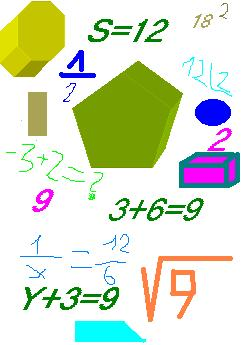 S=12
18²
1/2
12(2
-3+2=?
2
9
3+6=9
1/x = 12/6
Y+3=9
√9